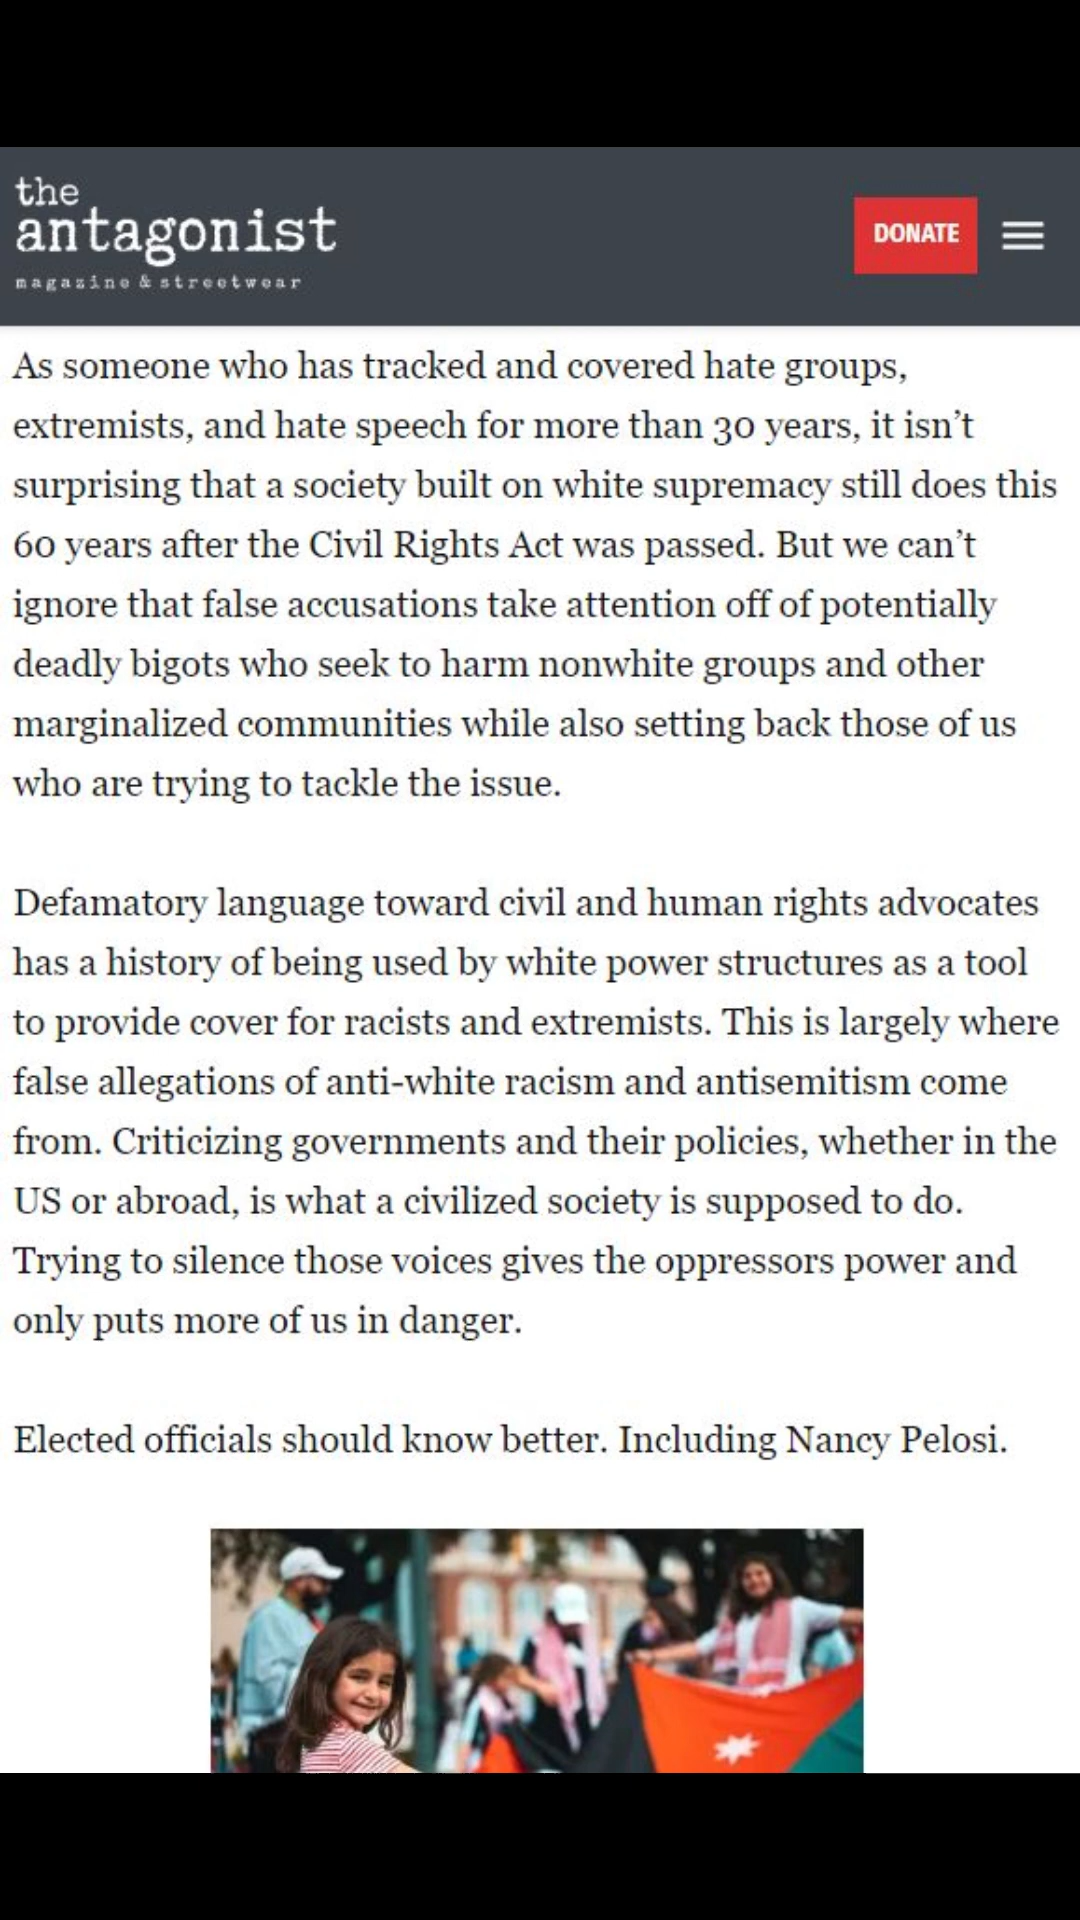 the
antagonist
magazine & streetwear
DONATE
As someone who has tracked and covered hate groups,
extremists, and hate speech for more than 30 years, it isn’t
surprising that a society built on white supremacy still does this
60 years after the Civil Rights Act was passed. But we can’t
ignore that false accusations take attention off of potentially
deadly bigots who seek to harm nonwhite groups and other
marginalized communities while also setting back those of us
who are trying to tackle the issue.
Defamatory language toward civil and human rights advocates
has a history of being used by white power structures as a tool
to provide cover for racists and extremists. This is largely where
false allegations of anti-white racism and antisemitism come
from. Criticizing governments and their policies, whether in the
US or abroad, is what a civilized society is supposed to do.
Trying to silence those voices gives the oppressors power and
only puts more of us in danger.
Elected officials should know better. Including Nancy Pelosi.